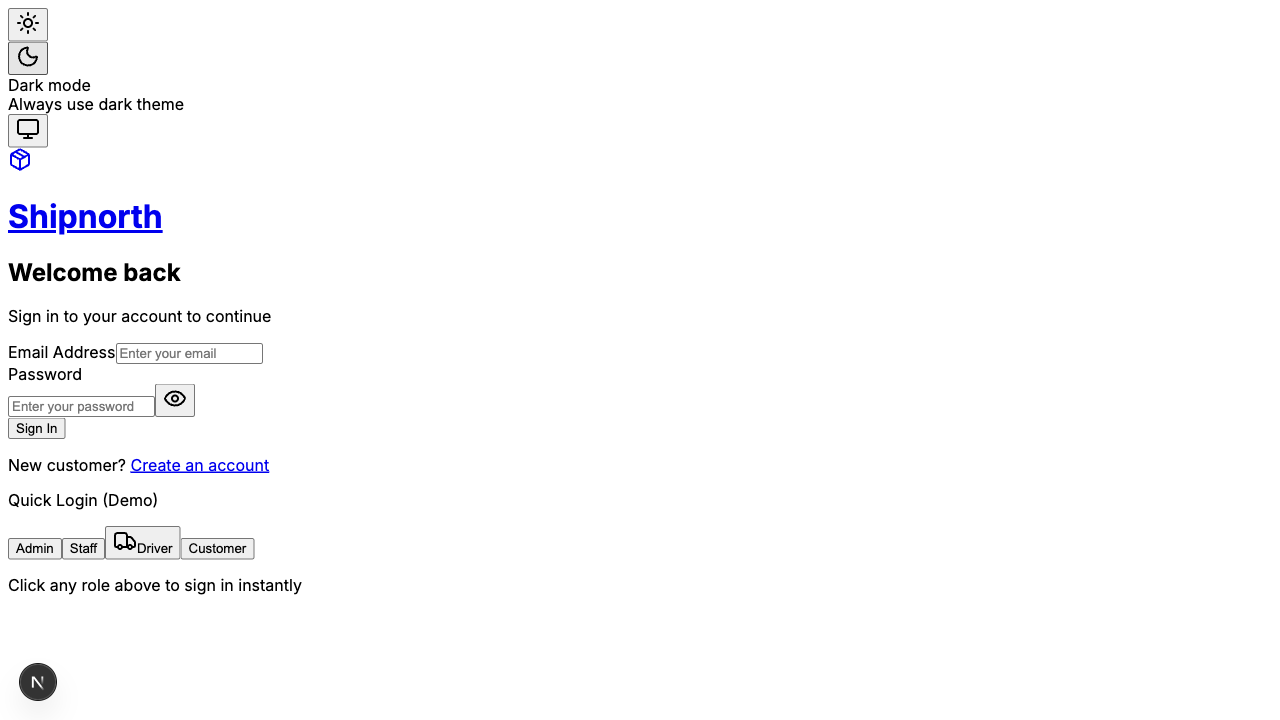 Dark mode
Always use dark theme
Shipnorth
Welcome back
Sign in to your account to continue
Email Address Enter your email
Password
Enter your password
Sign In
New customer? Create an account
Quick Login (Demo)
Admin Staff Driver Customer
Click any role above to sign in instantly
N